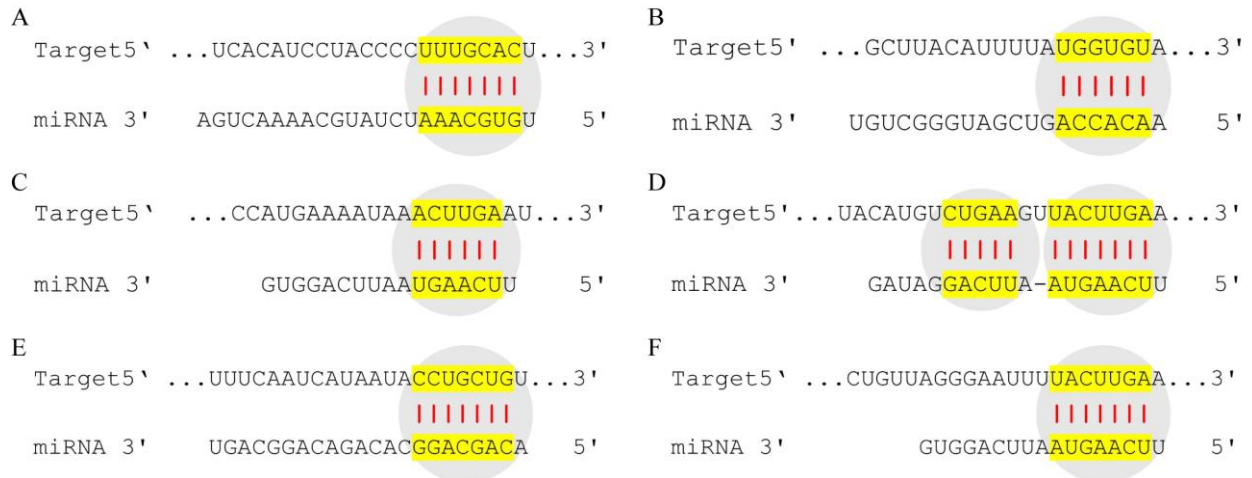 A
Target5‘ ...UCACAUCCUACCCCUUUGCACU...3'
miRNA 3' AGUCAAAACGUAUCUAAACGUGU 5'
B
Target5' ...GCUUACAUUUUAUGGUGUA...3'
miRNA 3' UGUCGGGUAGCUGACCACAA 5'
C
Target5‘ ...CCAUGAAAAUAAACUUGAAU...3'
miRNA 3' GUGGACUUAAUGAACUU 5'
D
Target5'...UACAUGUCUGAAGUUACUUGAA...3'
miRNA 3' GAUAGGACUUA-AUGAACUU 5'
E
Target5‘ ...UUUCAAUCAUAAUACCUGCUGU...3'
miRNA 3' UGACGGACAGACACGGACGACA 5'
F
Target5‘ ...CUGUUAGGGAAUUUUACUUGAA...3'
miRNA 3' GUGGACUUAAUGAACUU 5'